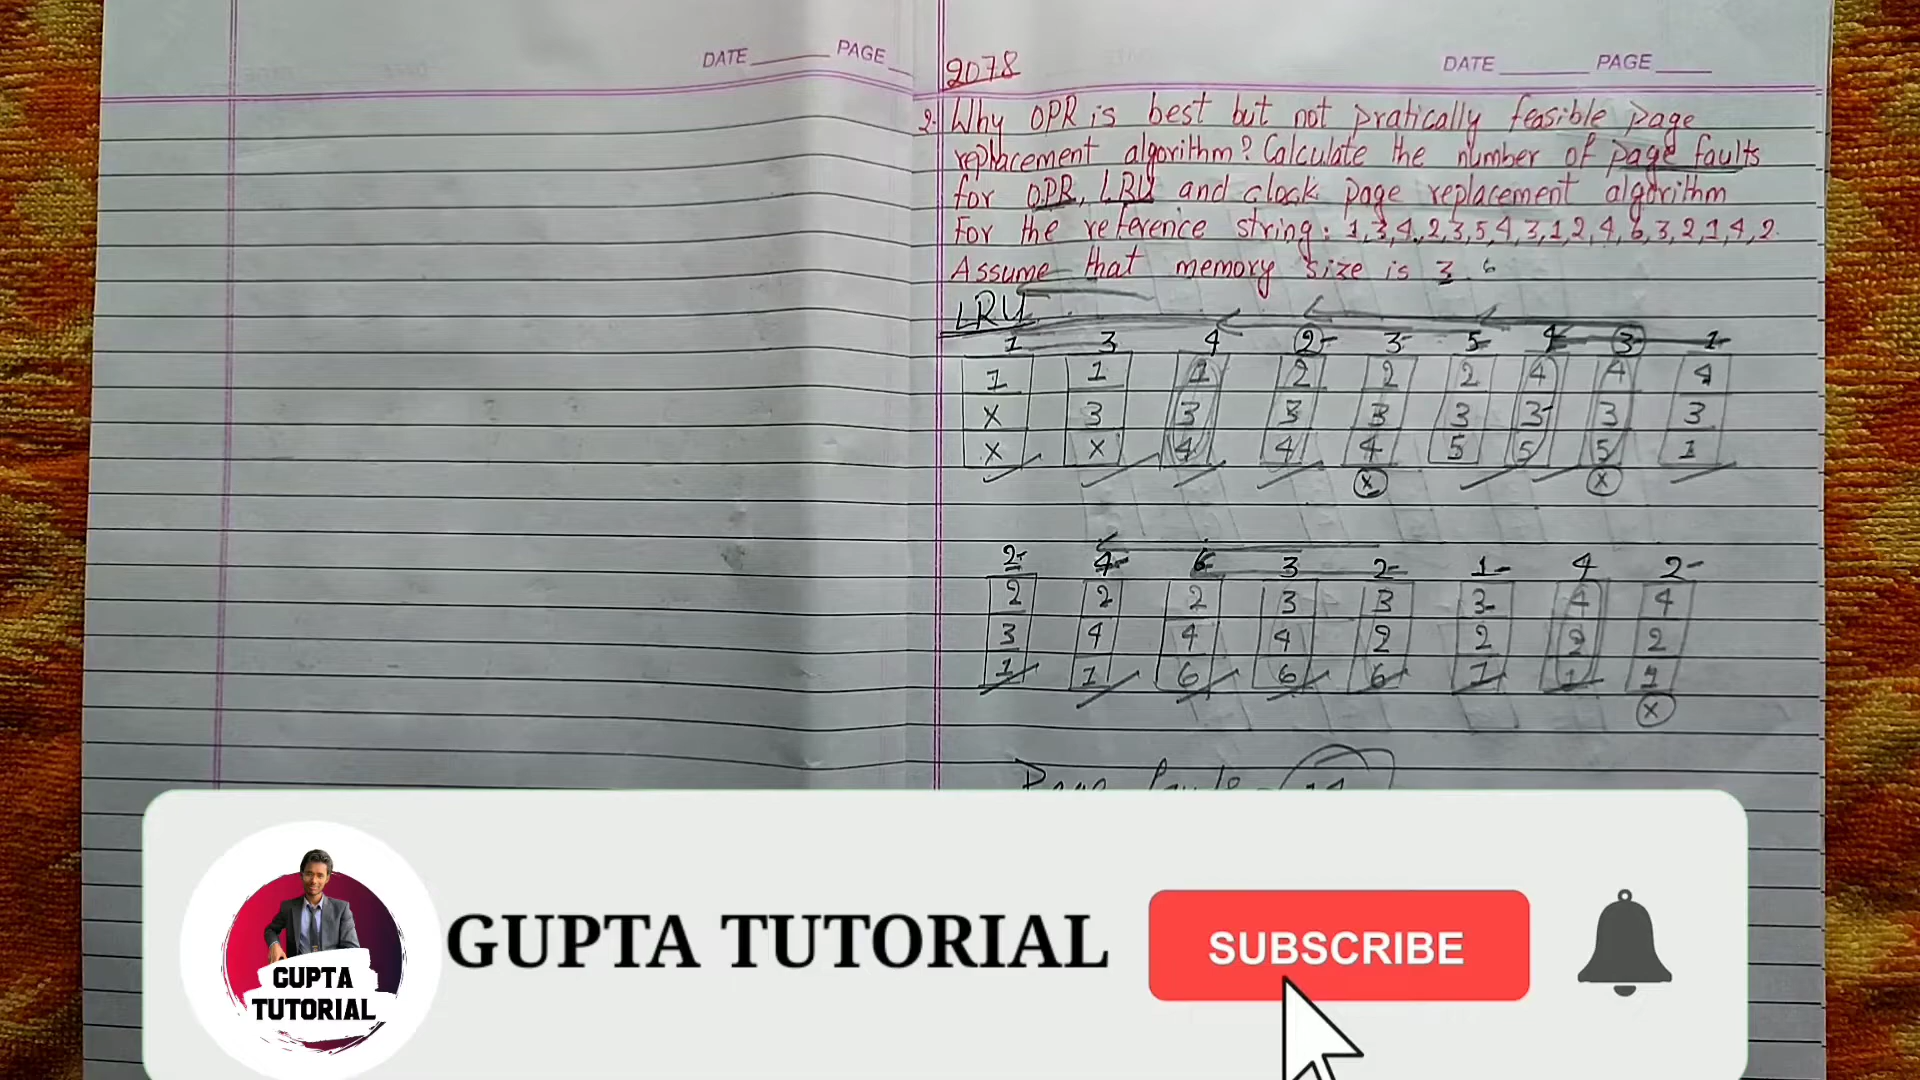 DATE PAGE
2078
DATE PAGE
2. Why OPR is best but not pratically feasible page
replacement algorithm? Calculate the number of page faults
for OPR, LRU and clock page replacement algorithm
For the reference string: 1,3,4,2,3,5,4,3,1,2,4,6,3,2,1,4,2.
Assume that memory size is 3.
LRU
1 3 4 2 3 5 4 3 1
1 1 1 2 2 2 4 4 4
x 3 3 3 3 3 3 3 3
x x 4 4 4 5 5 5 1
x x
2 4 6 3 2 1 4 2
2 2 2 3 3 3 4 4
3 4 4 4 2 2 2 2
1 1 6 6 6 1 1 1
x
Page faults
GUPTA TUTORIAL
GUPTA TUTORIAL
SUBSCRIBE